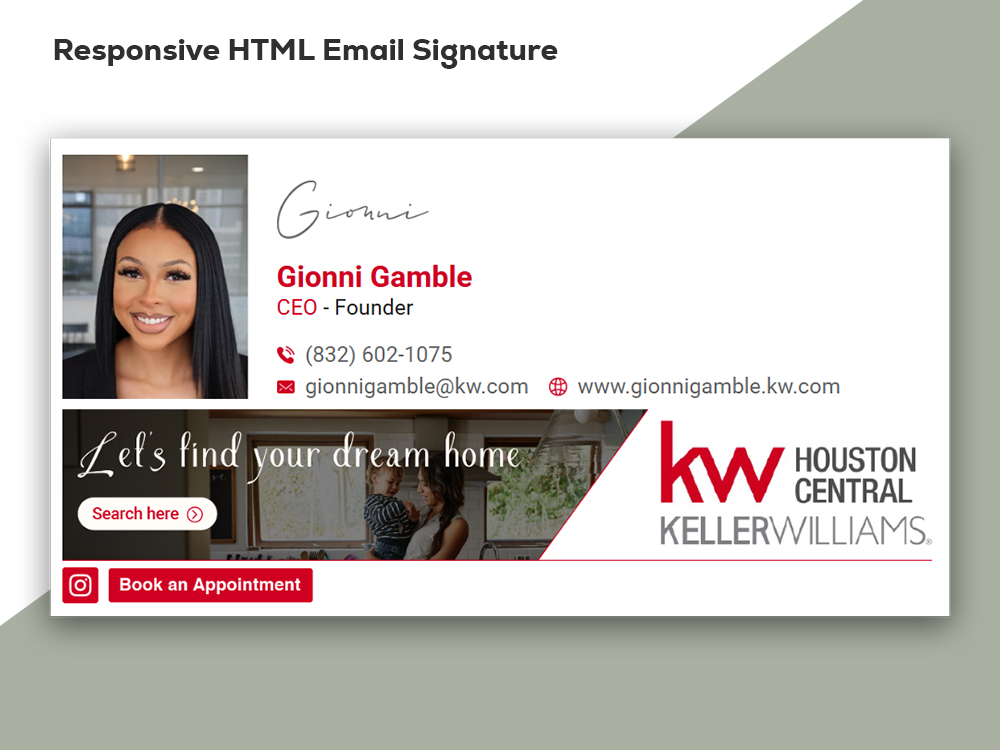 Responsive HTML Email Signature
Gionni
Gionni Gamble
CEO - Founder
(832) 602-1075
gionnigamble@kw.com www.gionnigamble.kw.com
Let's find your dream home
Search here
kw HOUSTON CENTRAL
KELLERWILLIAMS®
Book an Appointment